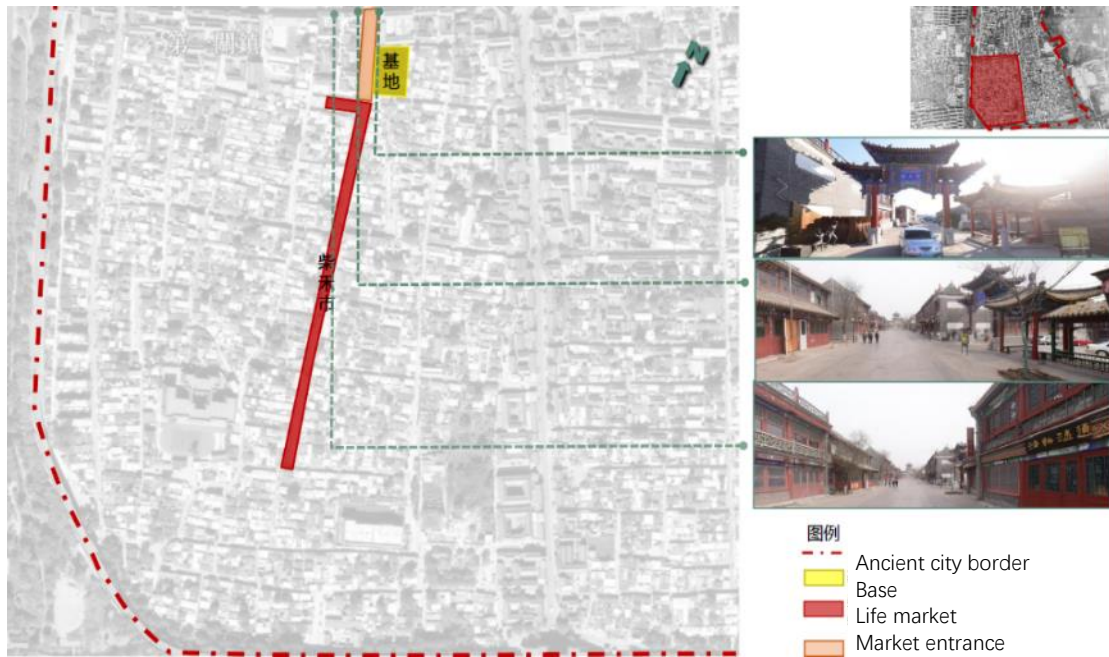 N
基
地
柴
禾
市
图例
Ancient city border
Base
Life market
Market entrance